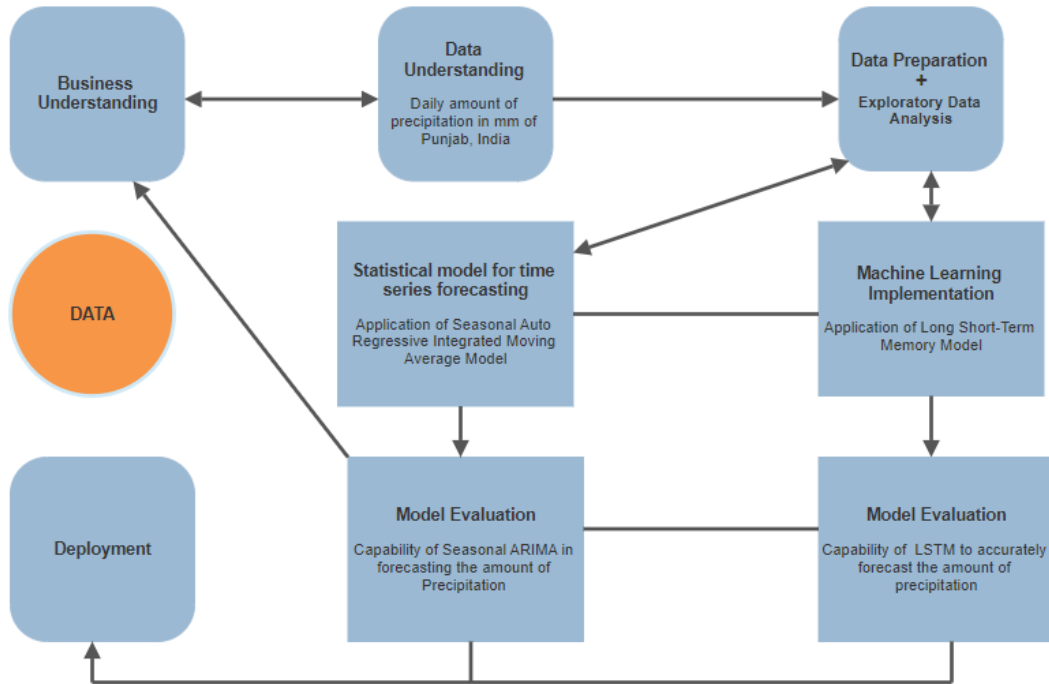 Business
Understanding
Data
Understanding
Daily amount of
precipitation in mm of
Punjab, India
Data Preparation
+
Exploratory Data
Analysis
DATA
Statistical model for time
series forecasting
Application of Seasonal Auto
Regressive Integrated Moving
Average Model
Machine Learning
Implementation
Application of Long Short-Term
Memory Model
Deployment
Model Evaluation
Capability of Seasonal ARIMA in
forecasting the amount of
Precipitation
Model Evaluation
Capability of LSTM to accurately
forecast the amount of
precipitation